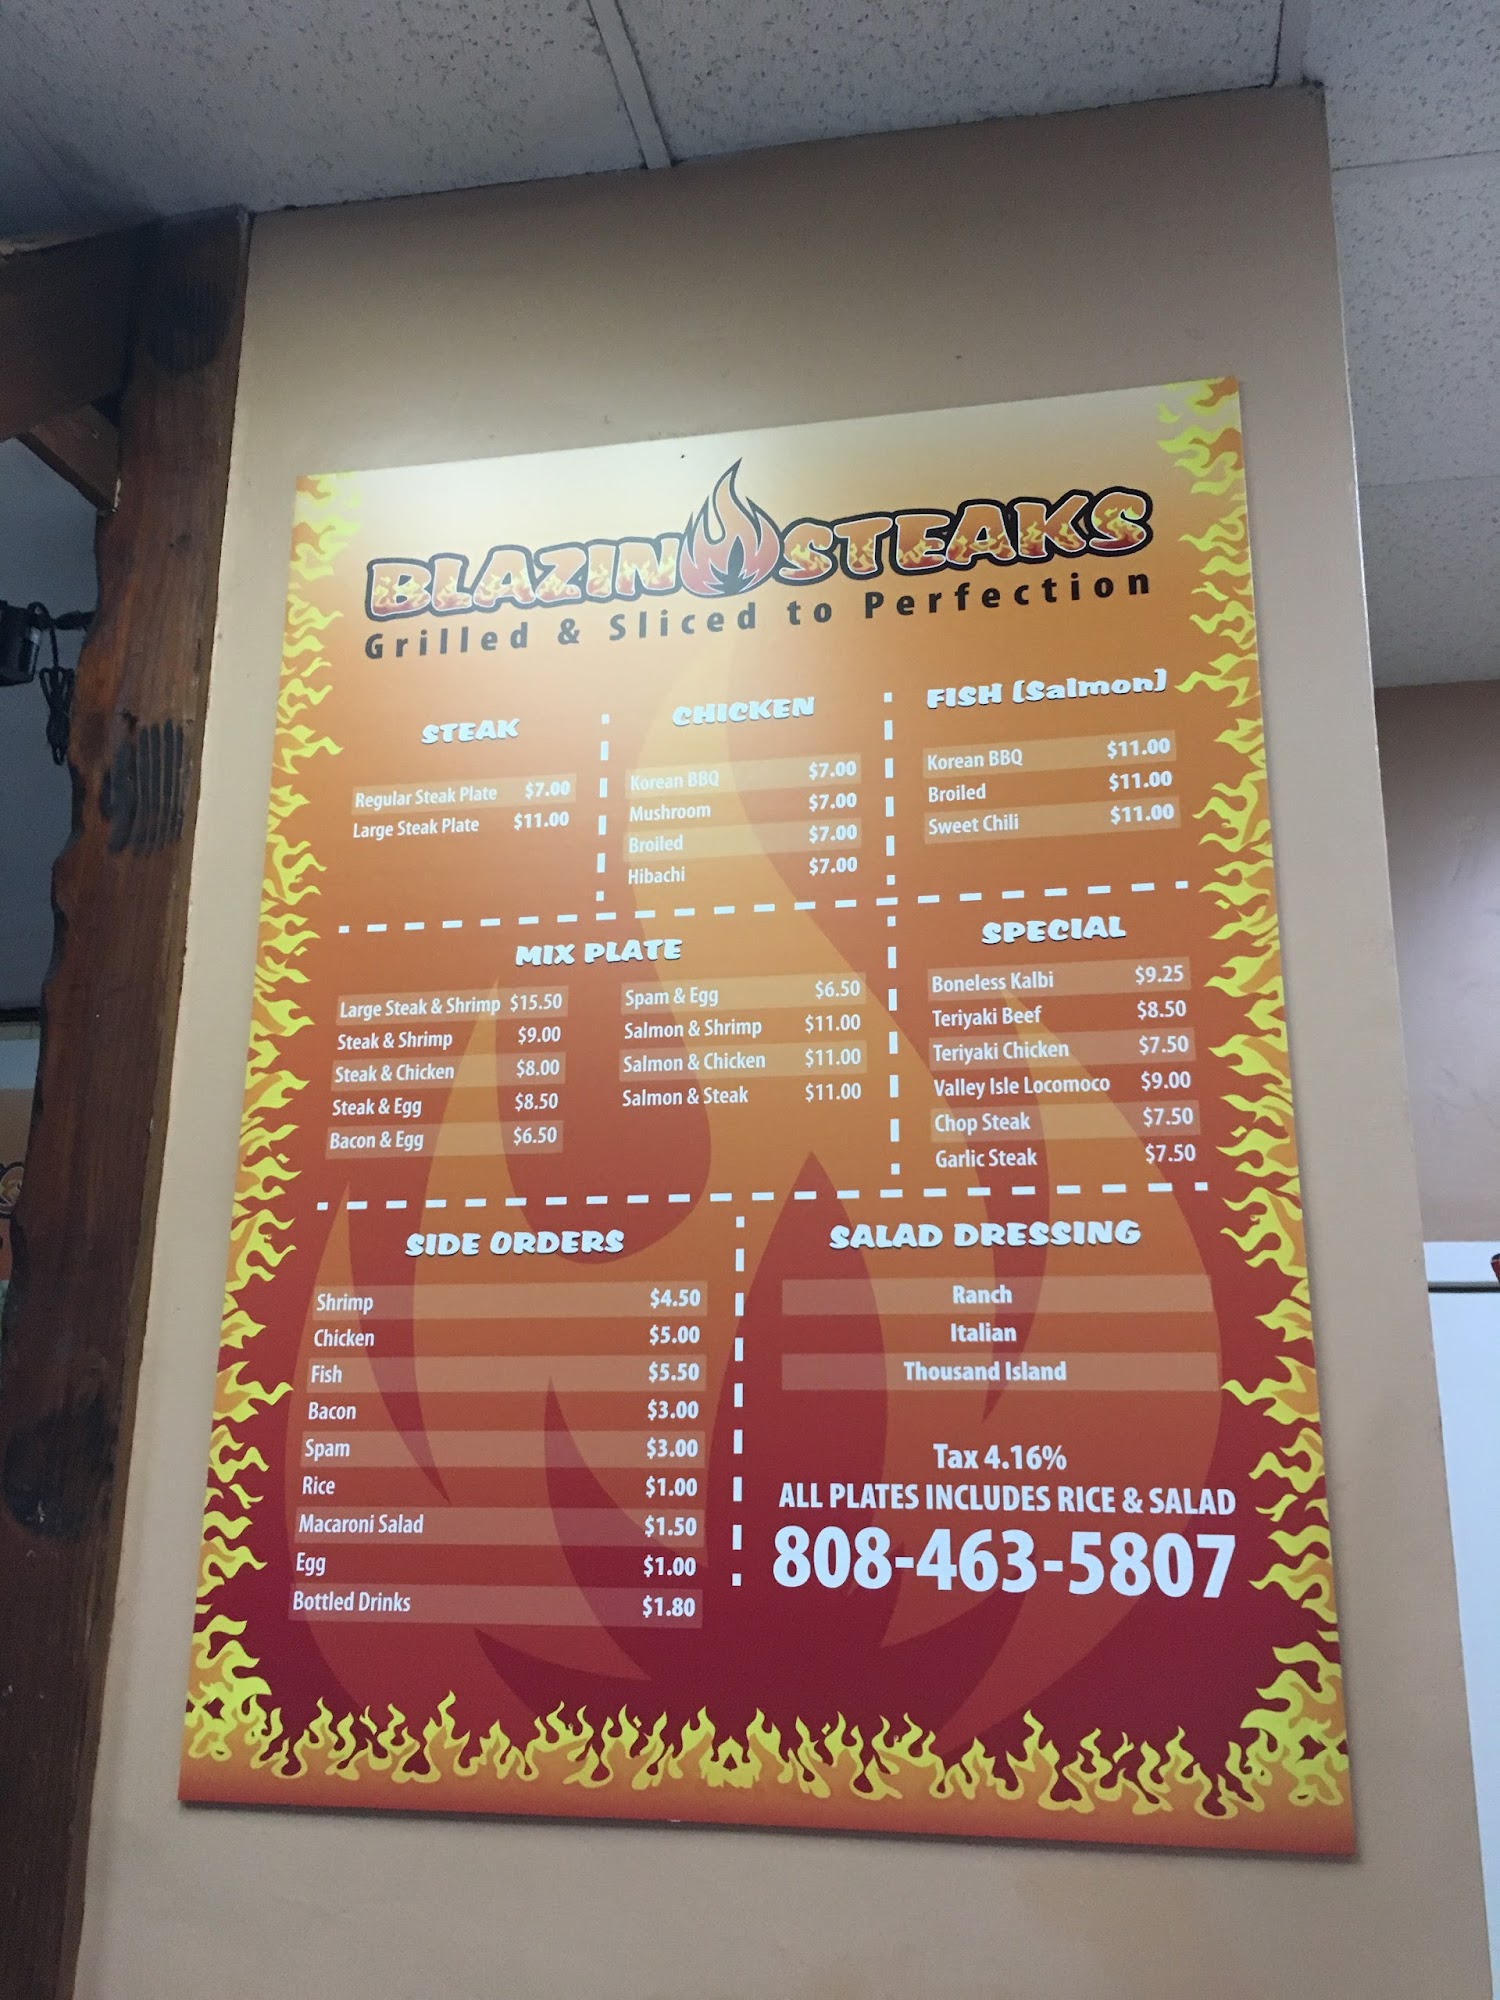 BLAZIN STEAKS
Grilled & Sliced to Perfection
STEAK
Regular Steak Plate $7.00
Large Steak Plate $11.00
CHICKEN
Korean BBQ $7.00
Mushroom $7.00
Broiled $7.00
Hibachi $7.00
FISH (Salmon)
Korean BBQ $11.00
Broiled $11.00
Sweet Chili $11.00
MIX PLATE
Large Steak & Shrimp $15.50
Steak & Shrimp $9.00
Steak & Chicken $8.00
Steak & Egg $8.50
Bacon & Egg $6.50
Spam & Egg $6.50
Salmon & Shrimp $11.00
Salmon & Chicken $11.00
Salmon & Steak $11.00
SPECIAL
Boneless Kalbi $9.25
Teriyaki Beef $8.50
Teriyaki Chicken $7.50
Valley Isle Locomoco $9.00
Chop Steak $7.50
Garlic Steak $7.50
SIDE ORDERS
Shrimp $4.50
Chicken $5.00
Fish $5.50
Bacon $3.00
Spam $3.00
Rice $1.00
Macaroni Salad $1.50
Egg $1.00
Bottled Drinks $1.80
SALAD DRESSING
Ranch
Italian
Thousand Island
Tax 4.16%
ALL PLATES INCLUDES RICE & SALAD
808-463-5807